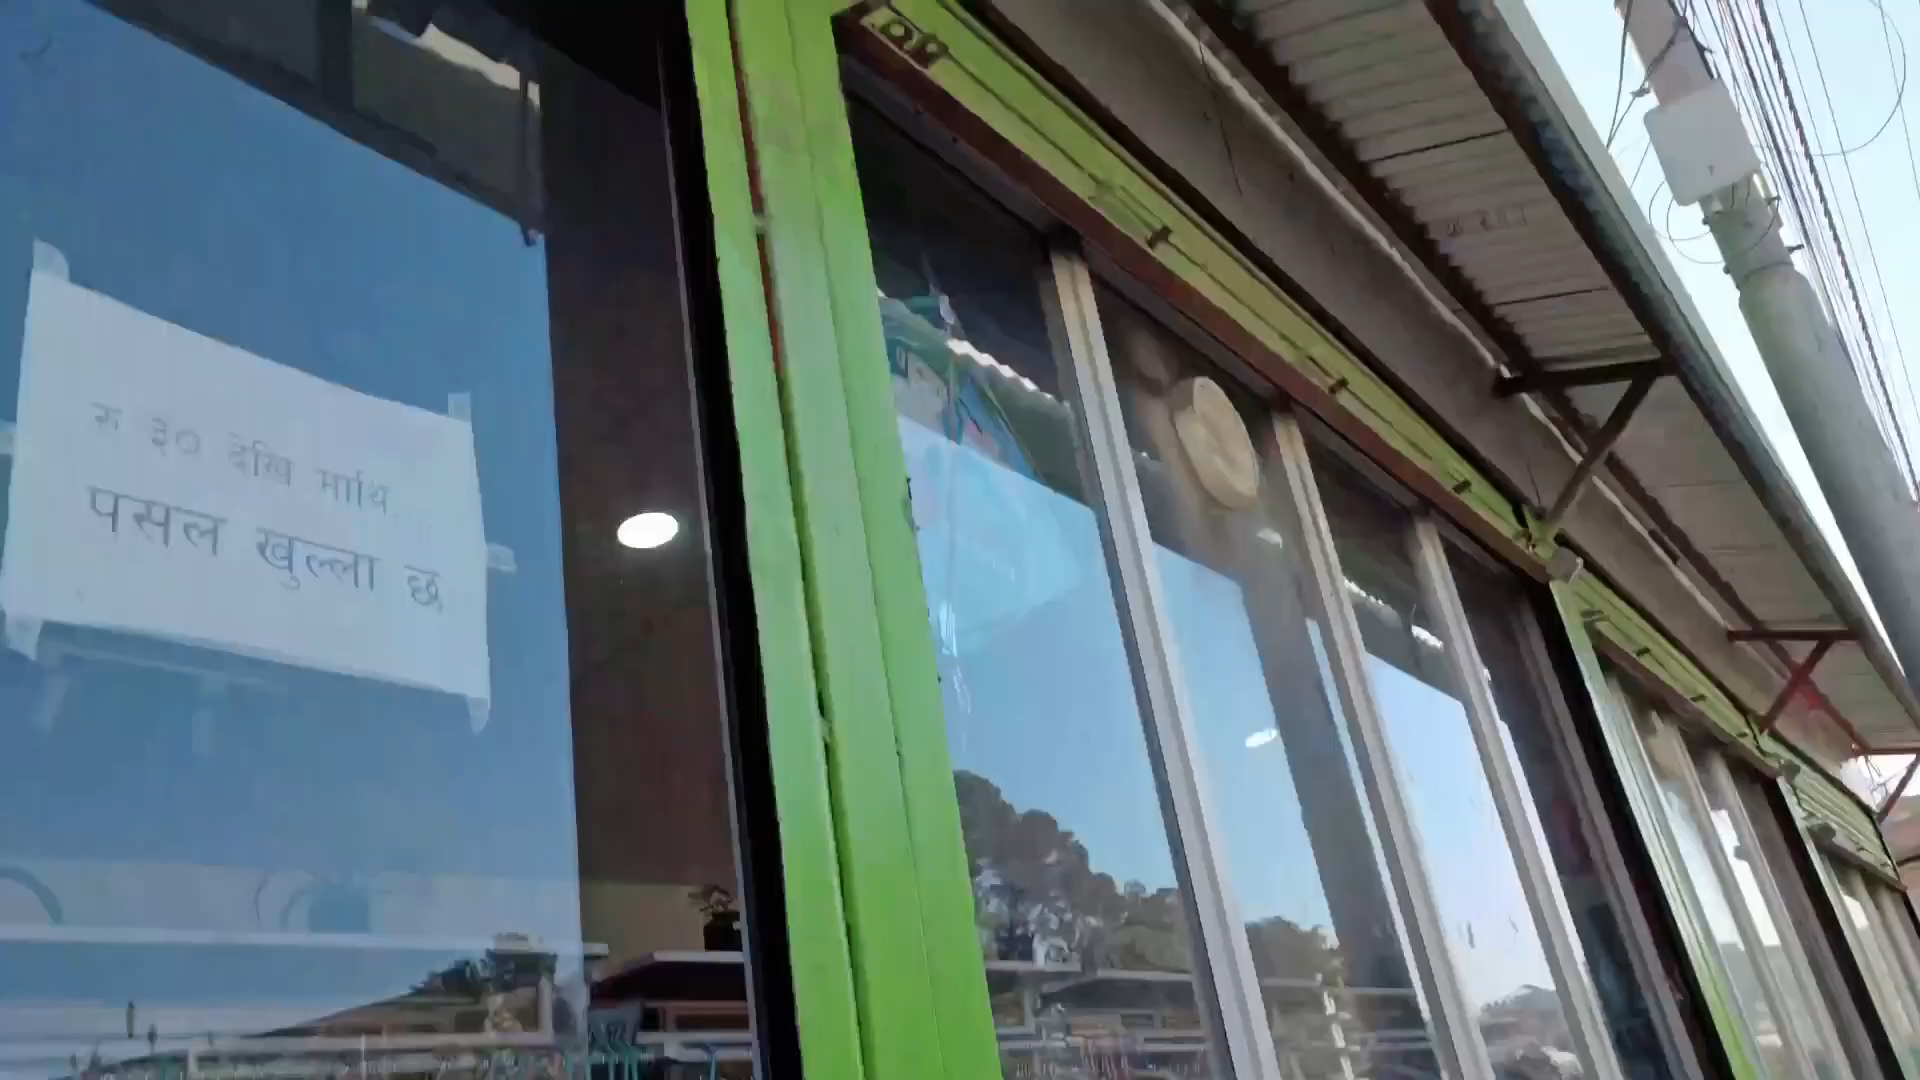 रु ३० देखि माथि
पसल खुल्ला छ